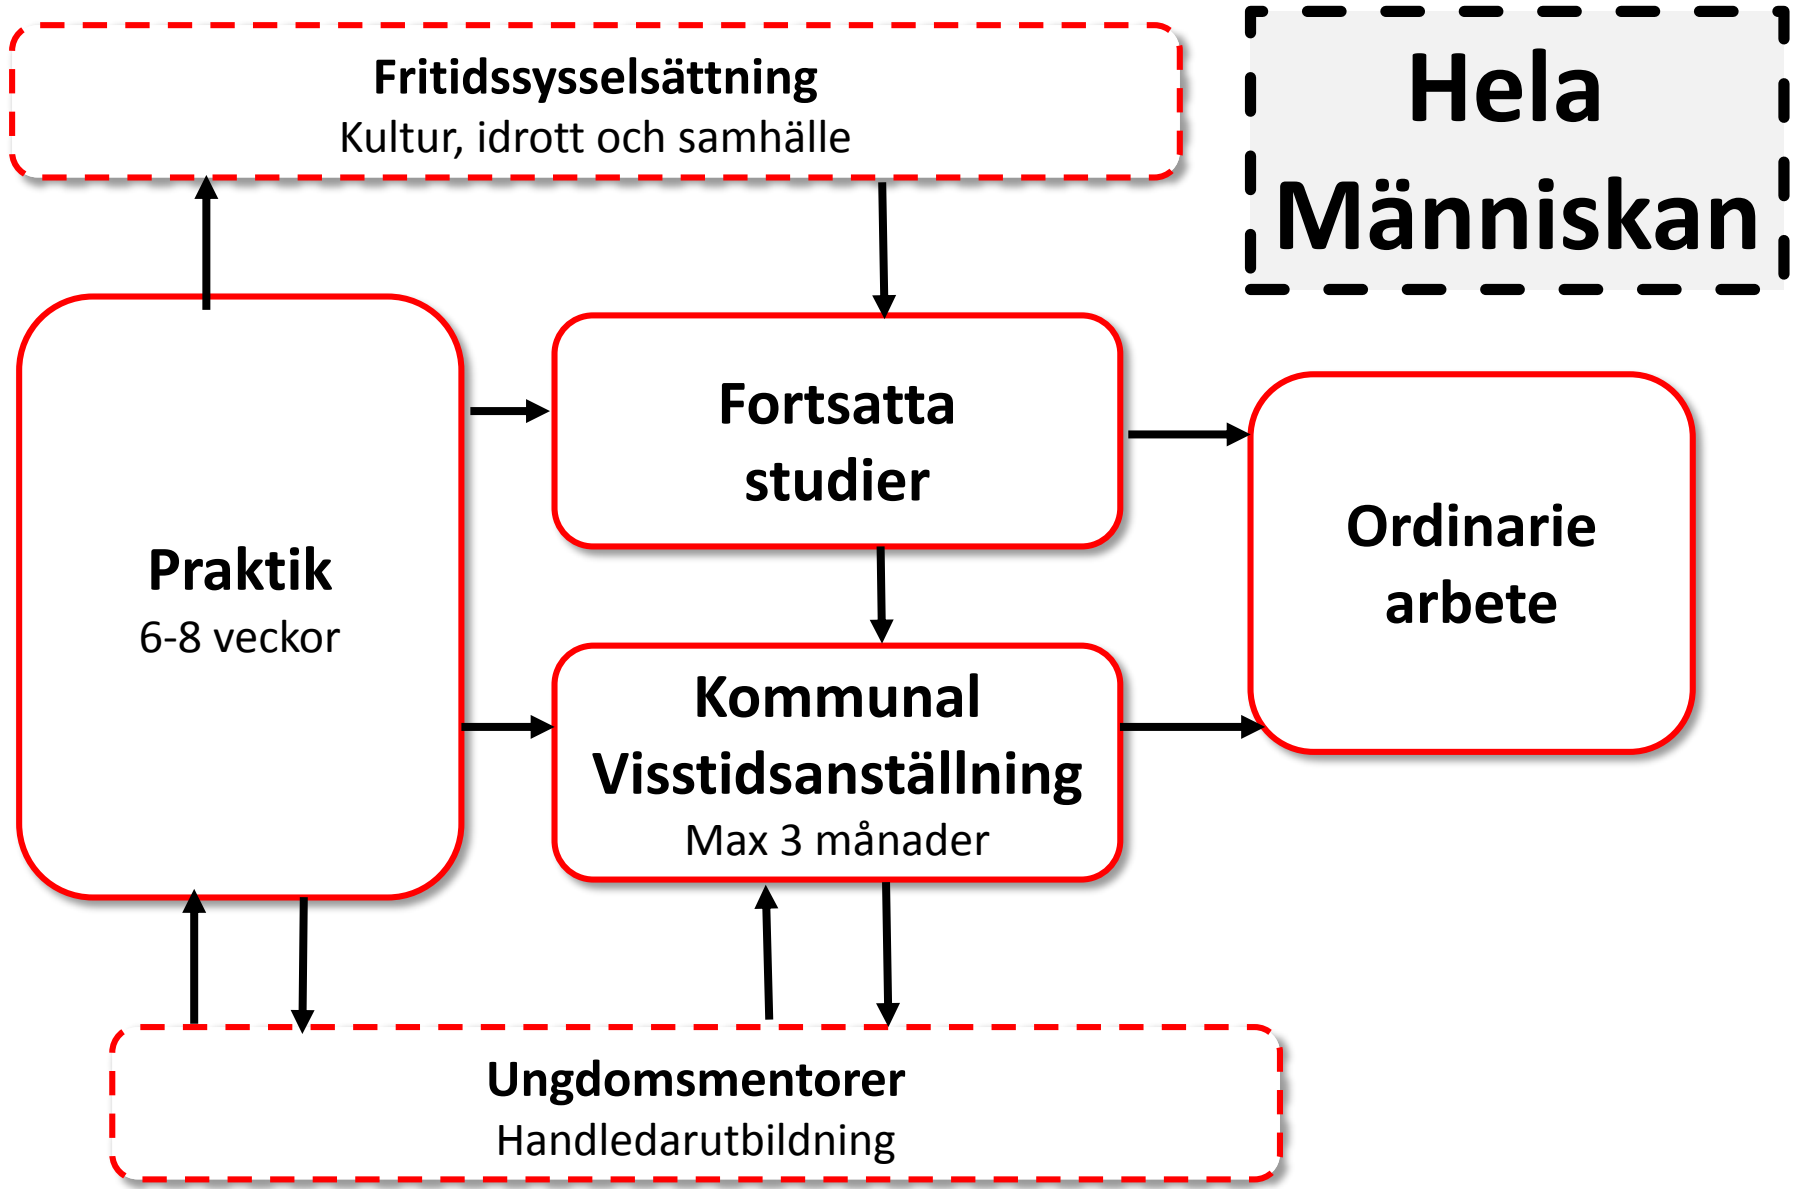 Fritidssysselsättning
Kultur, idrott och samhälle
Hela
Människan
Praktik
6-8 veckor
Fortsatta
studier
Kommunal
Visstidsanställning
Max 3 månader
Ordinarie
arbete
Ungdomsmentorer
Handledarutbildning